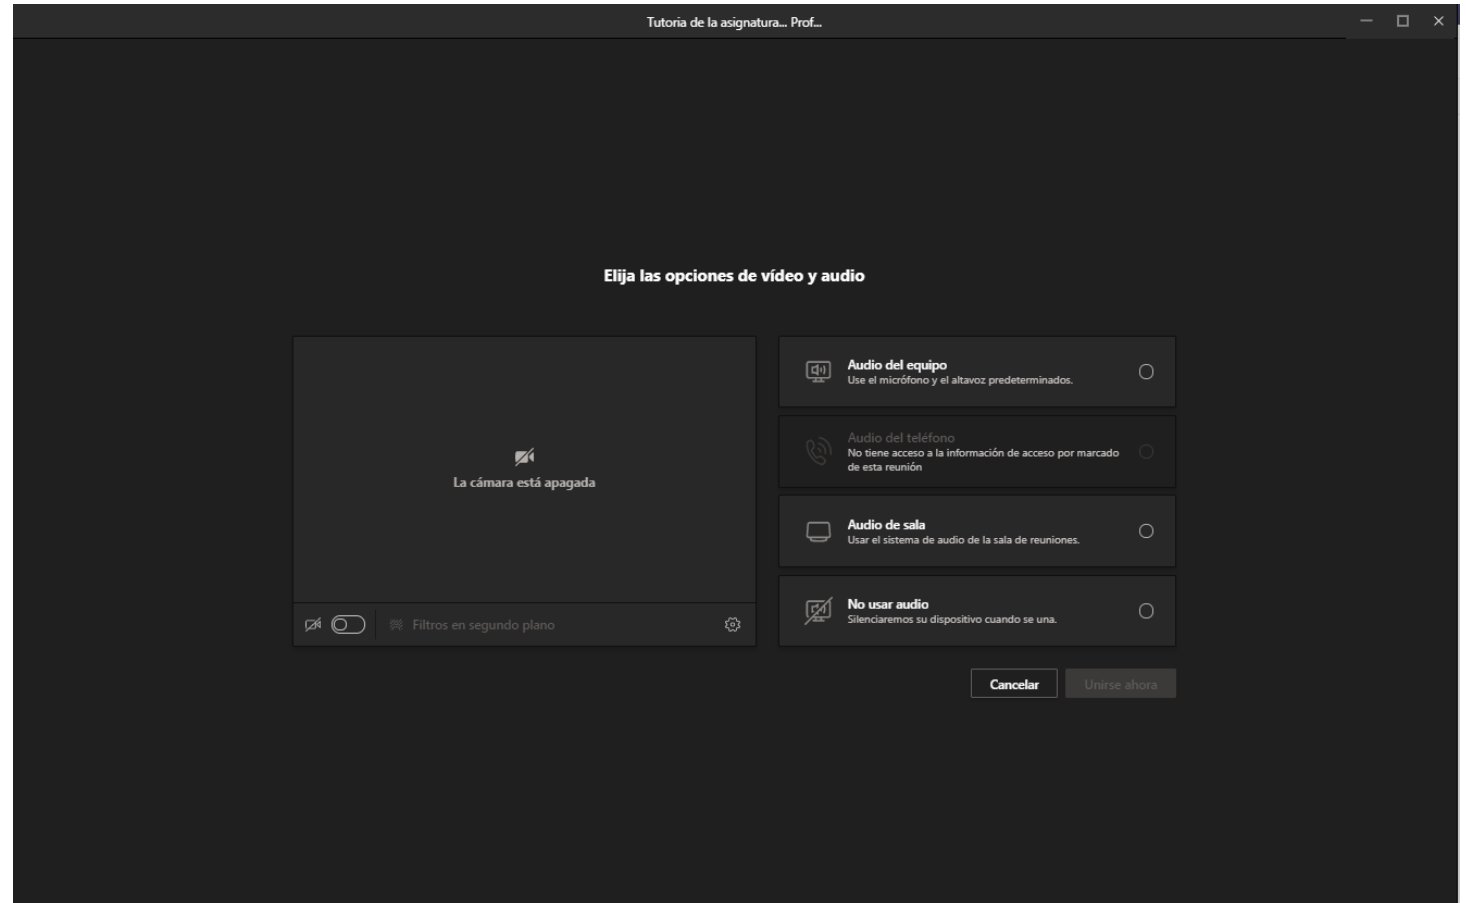 Tutoria de la asignatura... Prof...
Elija las opciones de vídeo y audio
La cámara está apagada
Filtros en segundo plano
Audio del equipo
Use el micrófono y el altavoz predeterminados.
Audio del teléfono
No tiene acceso a la información de acceso por marcado
de esta reunión
Audio de sala
Usar el sistema de audio de la sala de reuniones.
No usar audio
Silenciaremos su dispositivo cuando se una.
Cancelar
Unirse ahora